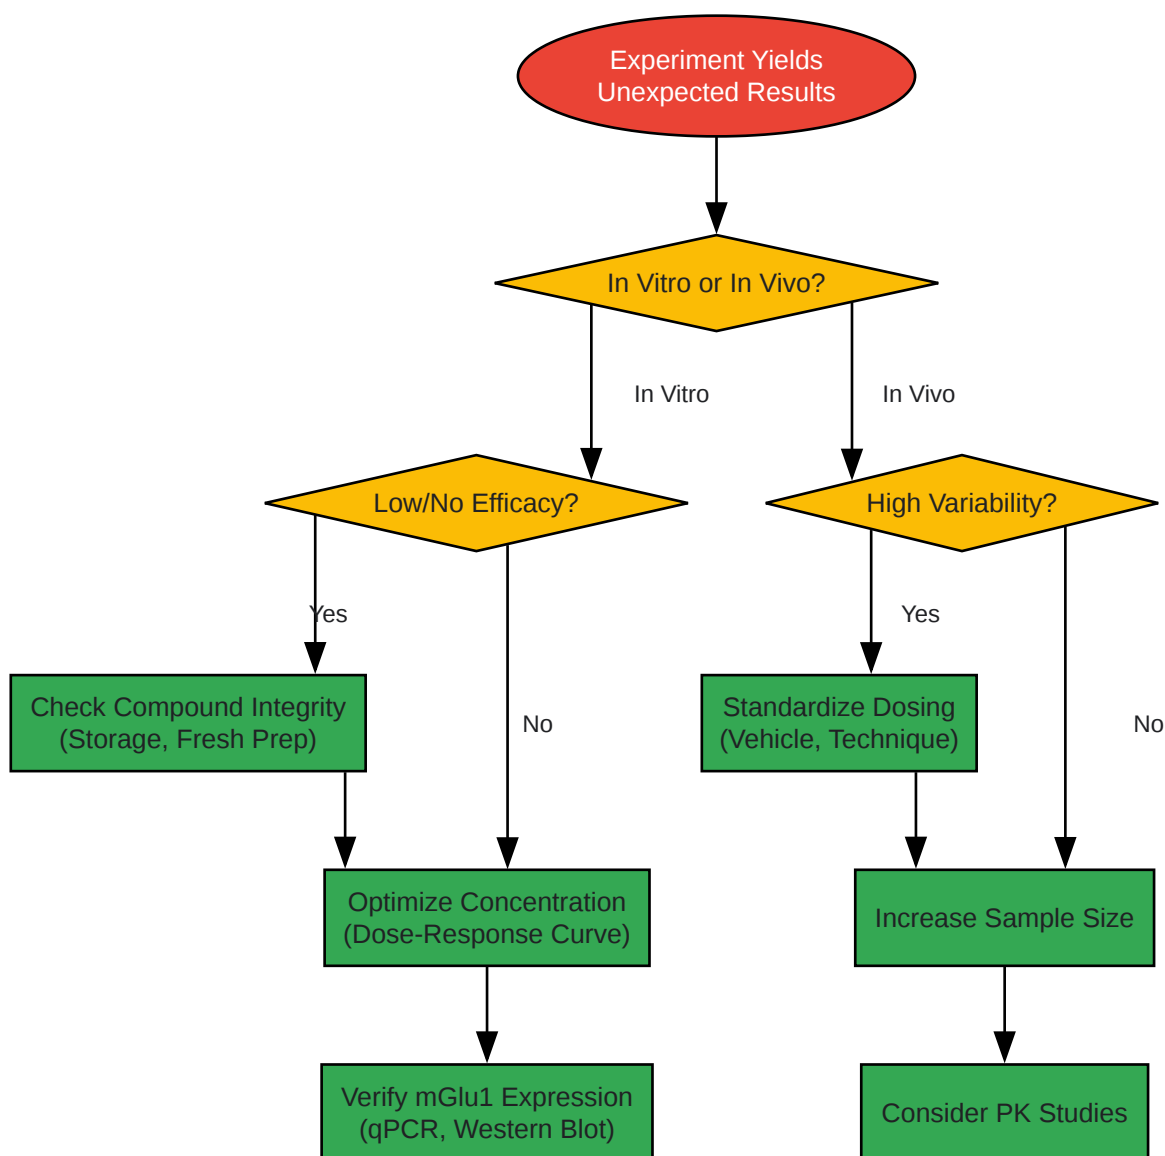 Experiment Yields
Unexpected Results
In Vitro or In Vivo?
In Vitro
In Vivo
Low/No Efficacy?
High Variability?
Yes
Yes
Check Compound Integrity
(Storage, Fresh Prep)
No
Standardize Dosing
(Vehicle, Technique)
No
Optimize Concentration
(Dose-Response Curve)
Increase Sample Size
Verify mGlu1 Expression
(qPCR, Western Blot)
Consider PK Studies